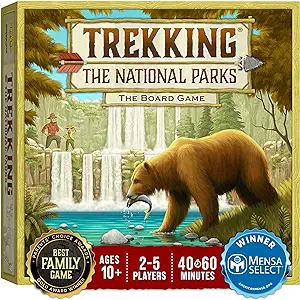 TREKKING®
THE NATIONAL PARKS
THE BOARD GAME
TREKKING
BEST
FAMILY
GAME
AGES
10+
2-5
PLAYERS
40-60
MINUTES
WINNER
MENSA
SELECT